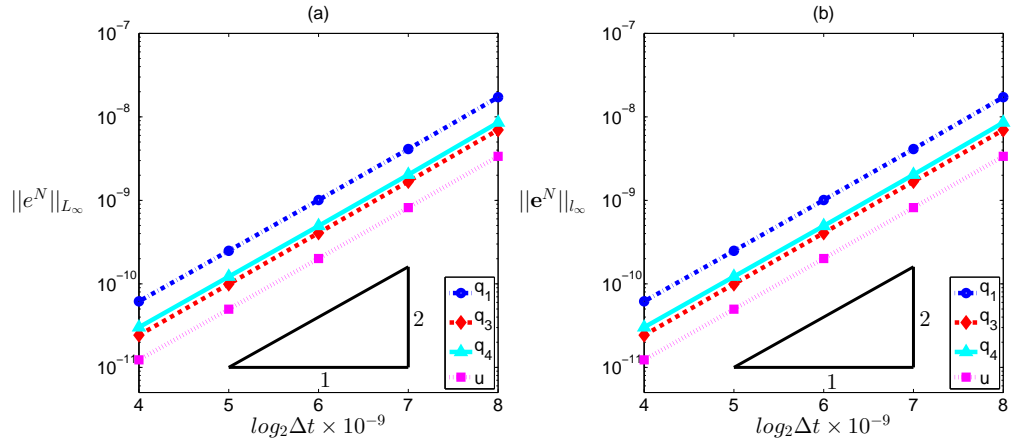 (a)
10^-7
10^-8
10^-9
10^-10
10^-11
||e^N||_{L_∞}
4
5
6
7
8
log_2 Δt × 10^-9
1
2
q_1
q_3
q_4
u
(b)
10^-7
10^-8
10^-9
10^-10
10^-11
||e^N||_{l_∞}
4
5
6
7
8
log_2 Δt × 10^-9
1
2
q_1
q_3
q_4
u